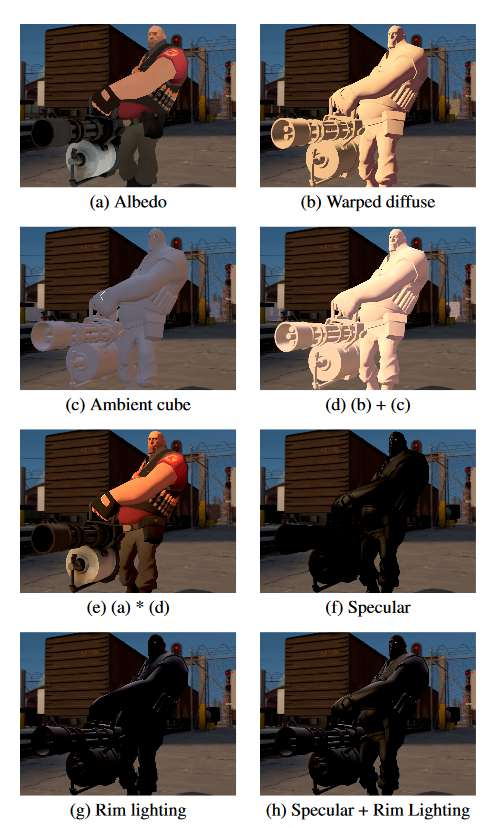 (a) Albedo
(b) Warped diffuse
(c) Ambient cube
(d) (b) + (c)
(e) (a) * (d)
(f) Specular
(g) Rim lighting
(h) Specular + Rim Lighting